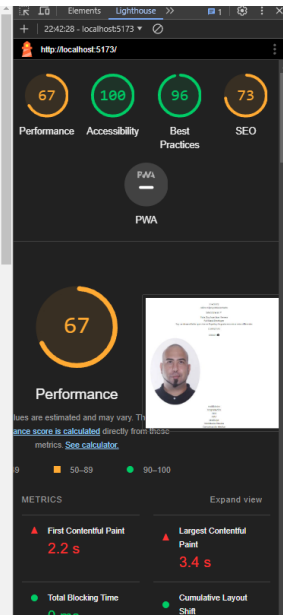 Elements Lighthouse >> 1
22:42:28 - localhost:5173
http://localhost:5173/
67 100 96 73
Performance Accessibility Best Practices SEO
PWA
PWA
67
Performance
lues are estimated and may vary. Th
ance score is calculated directly from these
metrics. See calculator.
50–89 90–100
METRICS Expand view
First Contentful Paint
2.2 s
Largest Contentful
Paint
3.4 s
Total Blocking Time
Cumulative Layout
Shift